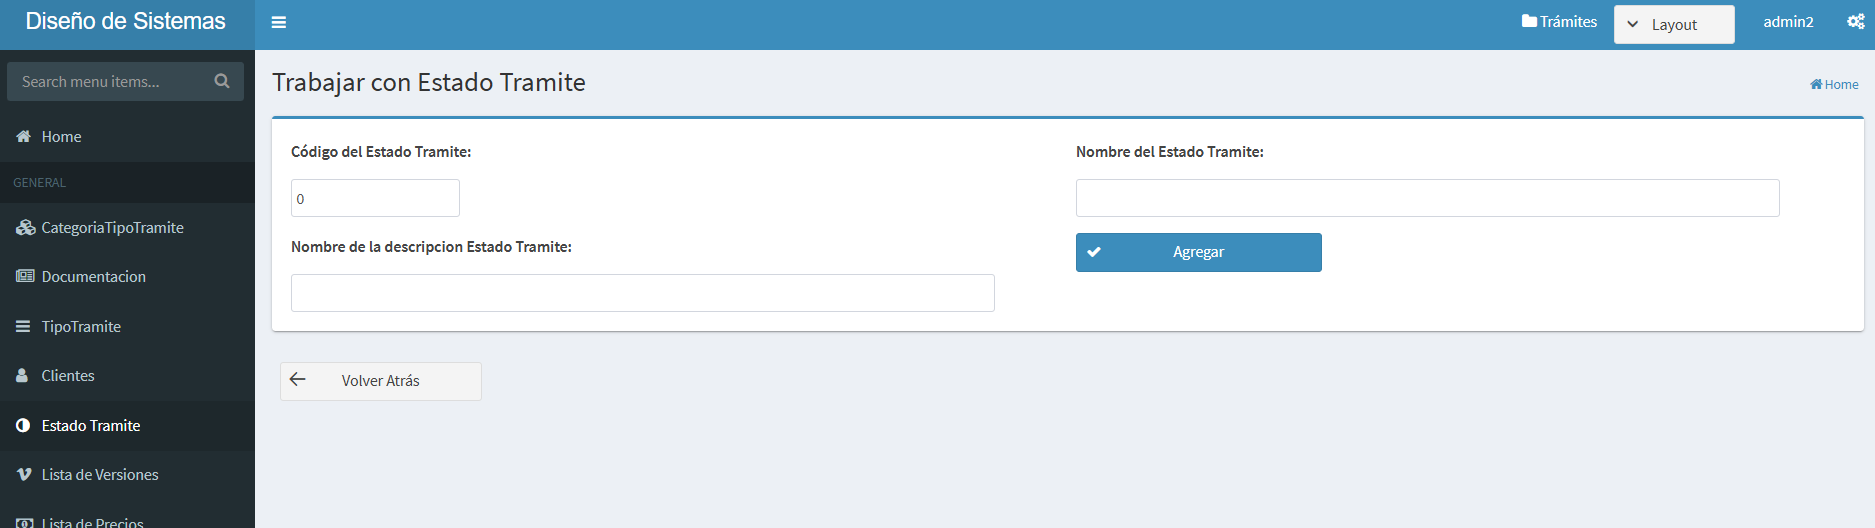 Diseño de Sistemas
Trámites
Layout
admin2
Search menu items...
Home
GENERAL
CategoriaTipoTramite
Documentacion
TipoTramite
Clientes
Estado Tramite
Lista de Versiones
Lista de Precios
Trabajar con Estado Tramite
Home
Código del Estado Tramite:
0
Nombre del Estado Tramite:
Nombre de la descripcion Estado Tramite:
Agregar
Volver Atrás